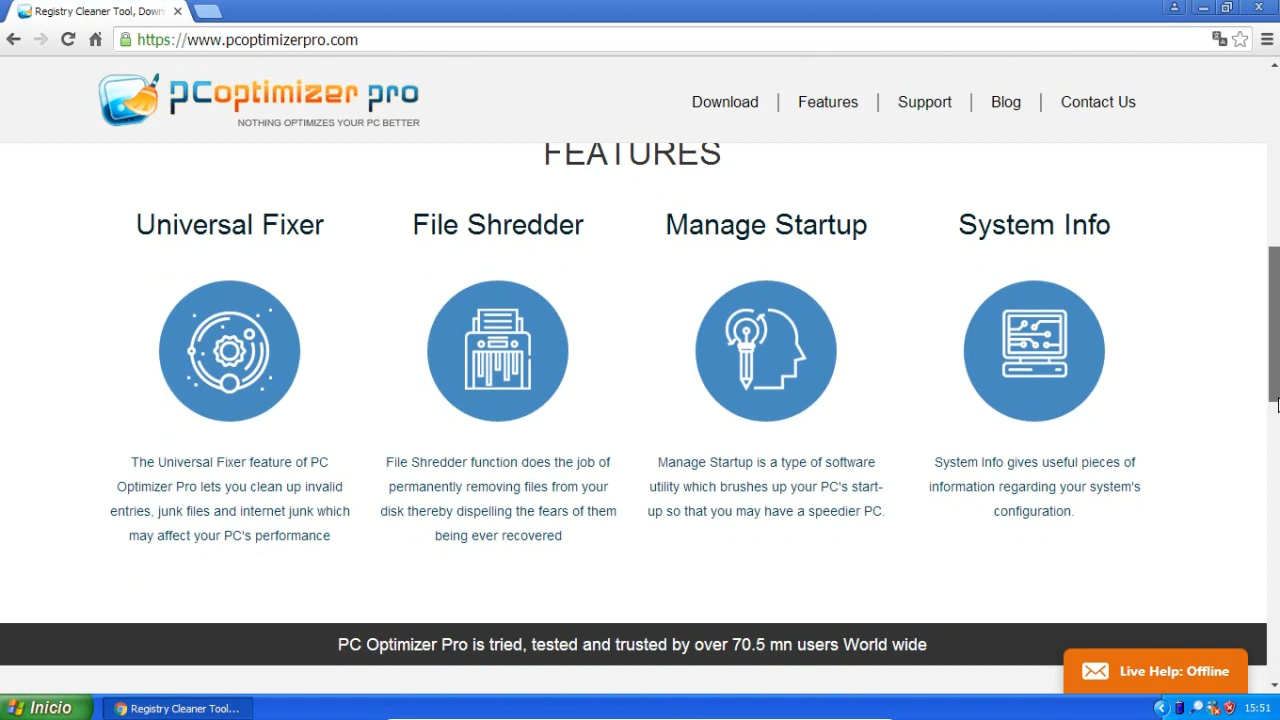 Registry Cleaner Tool, Down
https://www.pcoptimizerpro.com
PCoptimizer pro
NOTHING OPTIMIZES YOUR PC BETTER
Download | Features | Support | Blog | Contact Us
FEATURES
Universal Fixer
File Shredder
Manage Startup
System Info
The Universal Fixer feature of PC
Optimizer Pro lets you clean up invalid
entries, junk files and internet junk which
may affect your PC's performance
File Shredder function does the job of
permanently removing files from your
disk thereby dispelling the fears of them
being ever recovered
Manage Startup is a type of software
utility which brushes up your PC's start-
up so that you may have a speedier PC.
System Info gives useful pieces of
information regarding your system's
configuration.
PC Optimizer Pro is tried, tested and trusted by over 70.5 mn users World wide
Live Help: Offline
Inicio
Registry Cleaner Tool...
15:51